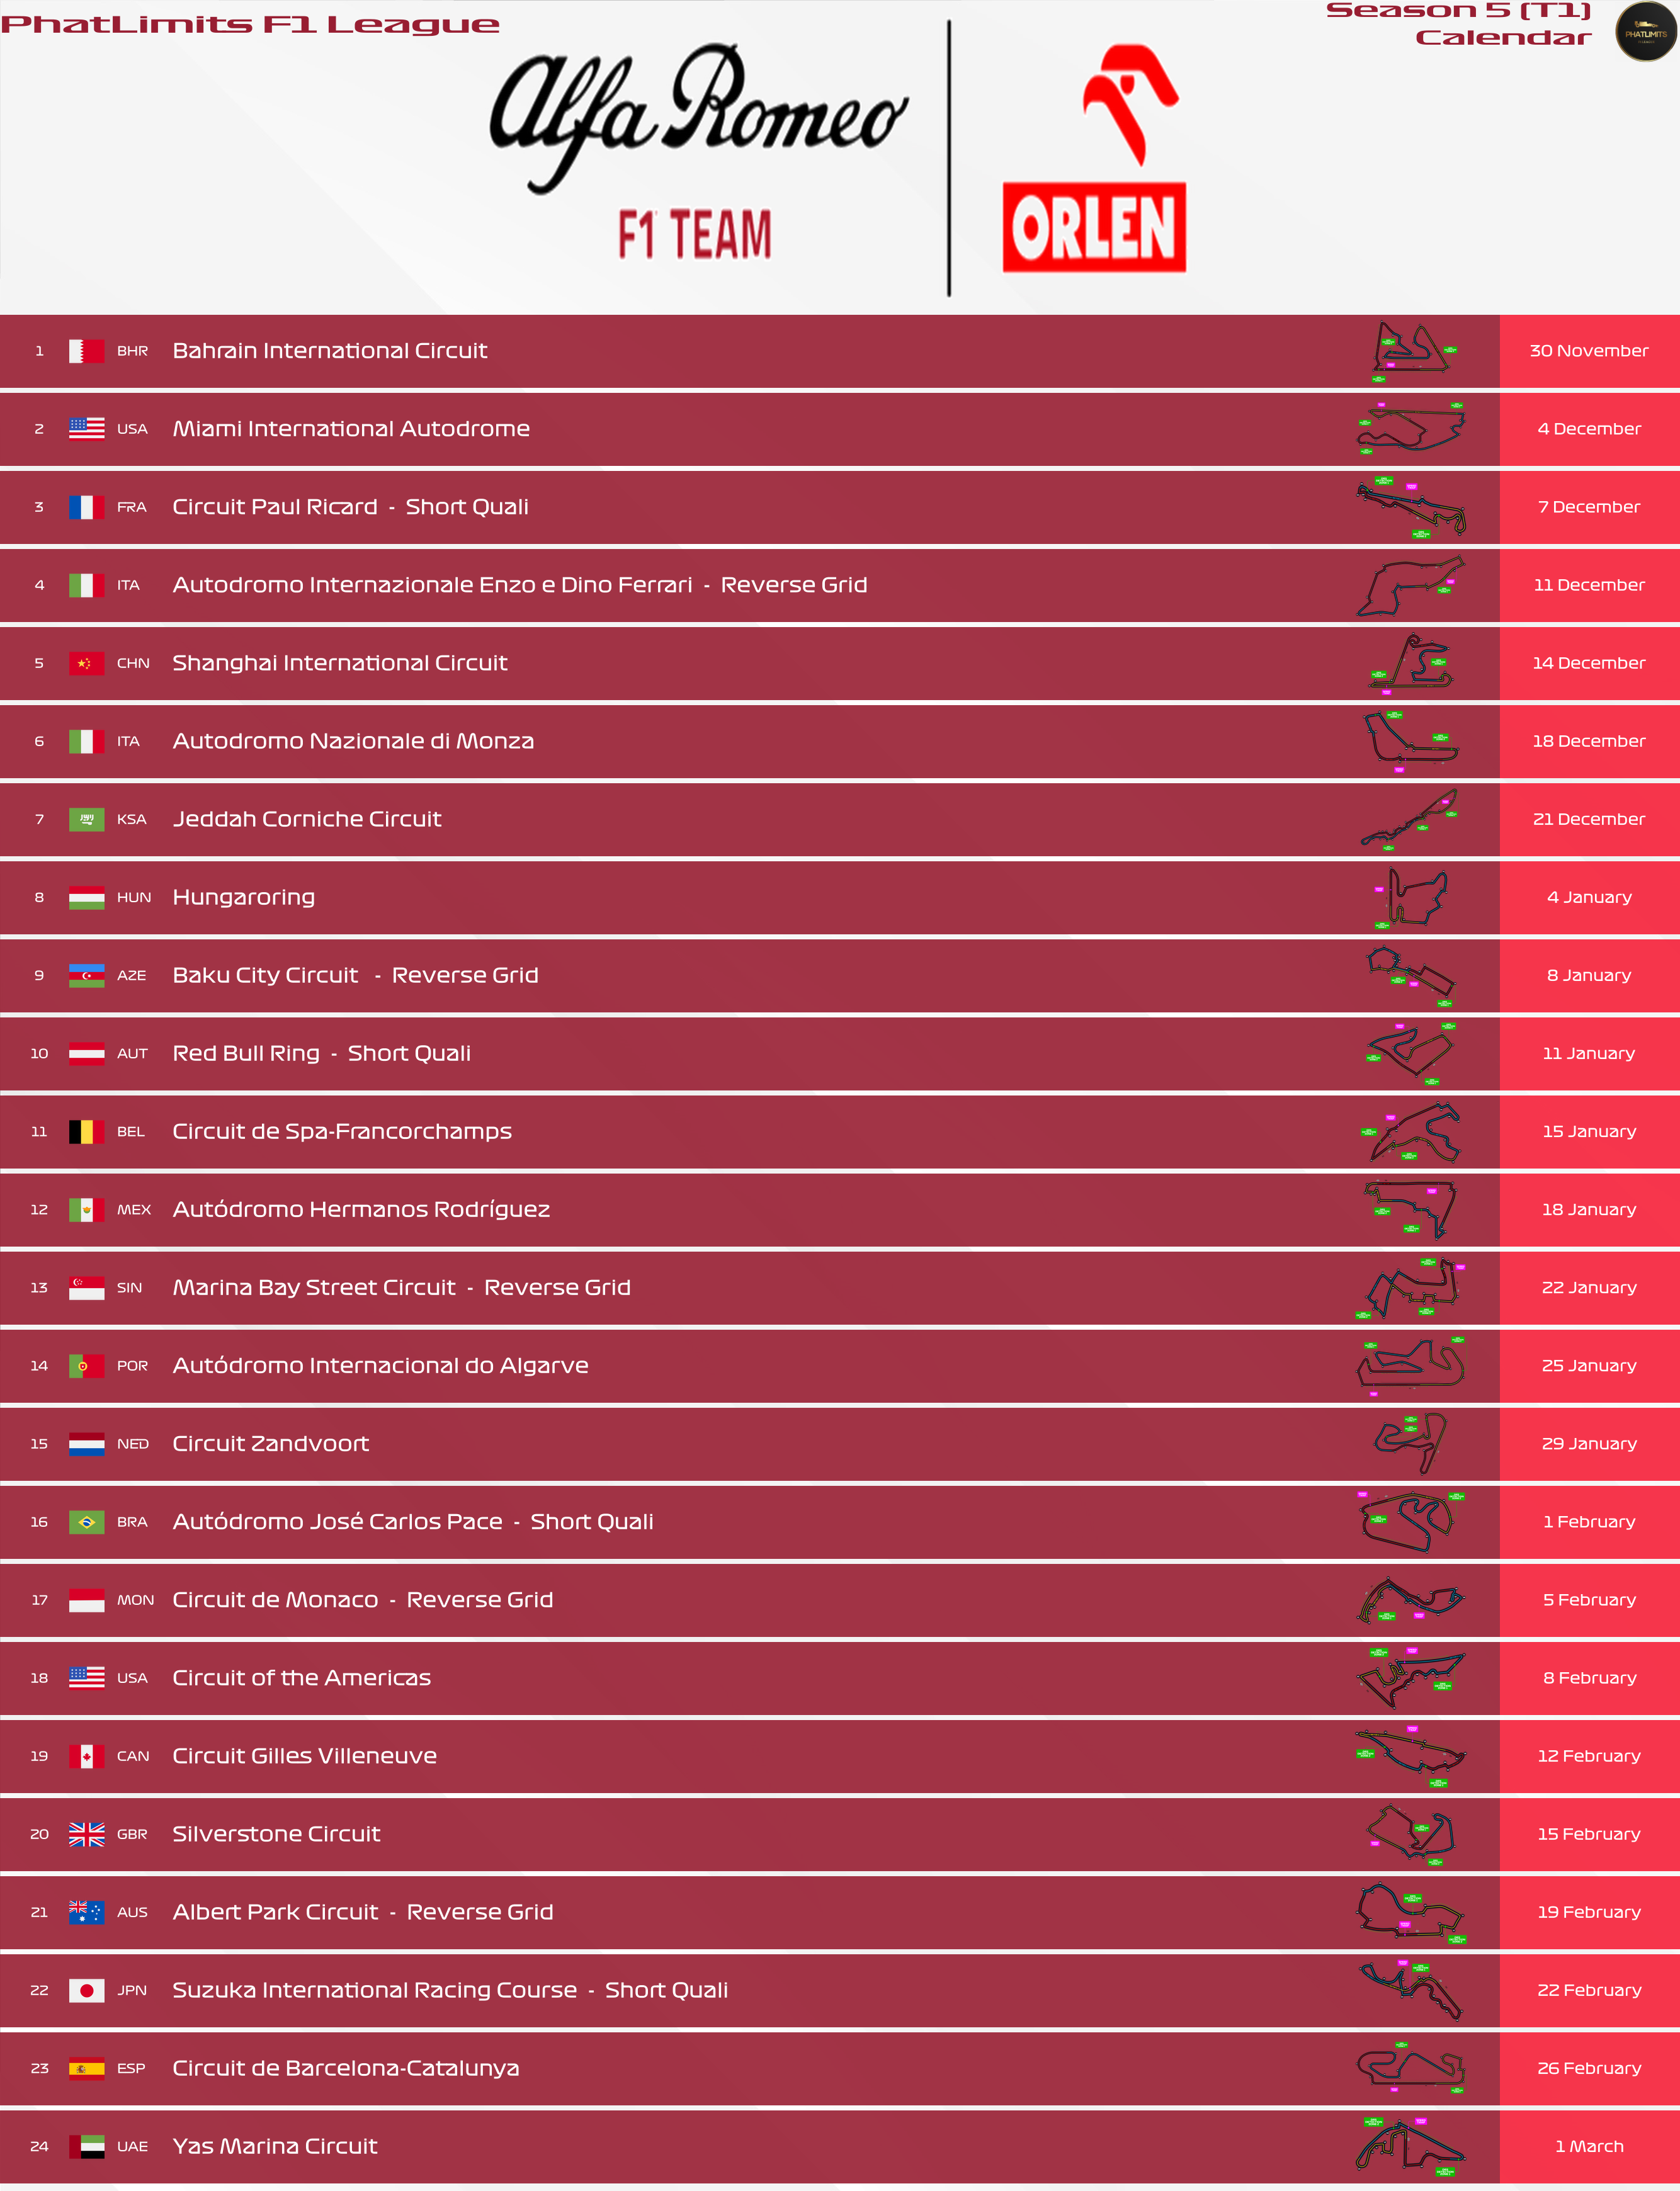 PhatLimits F1 League
Season 5 (T1)
Calendar
PHATLIMITS
Alfa Romeo
F1 TEAM
ORLEN
1 BHR Bahrain International Circuit 30 November
2 USA Miami International Autodrome 4 December
3 FRA Circuit Paul Ricard - Short Quali 7 December
4 ITA Autodromo Internazionale Enzo e Dino Ferrari - Reverse Grid 11 December
5 CHN Shanghai International Circuit 14 December
6 ITA Autodromo Nazionale di Monza 18 December
7 KSA Jeddah Corniche Circuit 21 December
8 HUN Hungaroring 4 January
9 AZE Baku City Circuit - Reverse Grid 8 January
10 AUT Red Bull Ring - Short Quali 11 January
11 BEL Circuit de Spa-Francorchamps 15 January
12 MEX Autódromo Hermanos Rodríguez 18 January
13 SIN Marina Bay Street Circuit - Reverse Grid 22 January
14 POR Autódromo Internacional do Algarve 25 January
15 NED Circuit Zandvoort 29 January
16 BRA Autódromo José Carlos Pace - Short Quali 1 February
17 MON Circuit de Monaco - Reverse Grid 5 February
18 USA Circuit of the Americas 8 February
19 CAN Circuit Gilles Villeneuve 12 February
20 GBR Silverstone Circuit 15 February
21 AUS Albert Park Circuit - Reverse Grid 19 February
22 JPN Suzuka International Racing Course - Short Quali 22 February
23 ESP Circuit de Barcelona-Catalunya 26 February
24 UAE Yas Marina Circuit 1 March